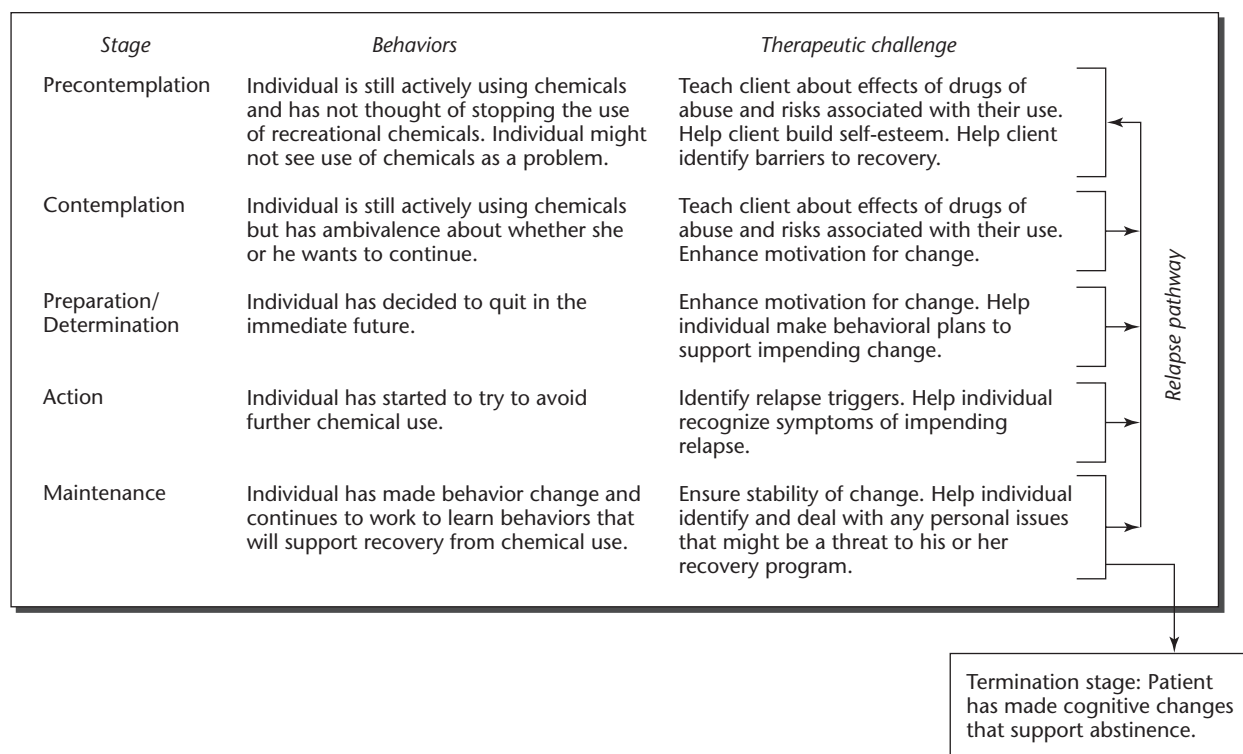 Stage Behaviors Therapeutic challenge
Precontemplation
Individual is still actively using chemicals
and has not thought of stopping the use
of recreational chemicals. Individual might
not see use of chemicals as a problem.
Teach client about effects of drugs of
abuse and risks associated with their use.
Help client build self-esteem. Help client
identify barriers to recovery.
Contemplation
Individual is still actively using chemicals
but has ambivalence about whether she
or he wants to continue.
Teach client about effects of drugs of
abuse and risks associated with their use.
Enhance motivation for change.
Preparation/
Determination
Individual has decided to quit in the
immediate future.
Enhance motivation for change. Help
individual make behavioral plans to
support impending change.
Action
Individual has started to try to avoid
further chemical use.
Identify relapse triggers. Help individual
recognize symptoms of impending
relapse.
Maintenance
Individual has made behavior change and
continues to work to learn behaviors that
will support recovery from chemical use.
Ensure stability of change. Help individual
identify and deal with any personal issues
that might be a threat to his or her
recovery program.
Relapse pathway
Termination stage: Patient
has made cognitive changes
that support abstinence.